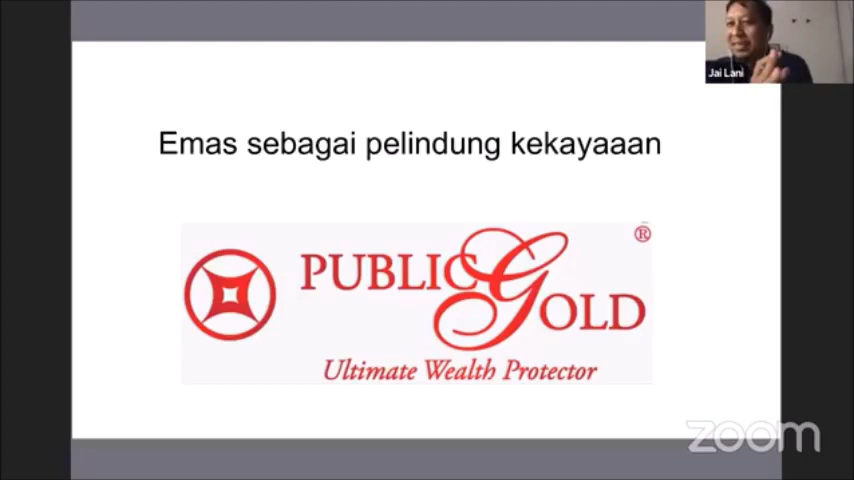 Jai Lani
Emas sebagai pelindung kekayaaan
PUBLIC GOLD ®
Ultimate Wealth Protector
zoom